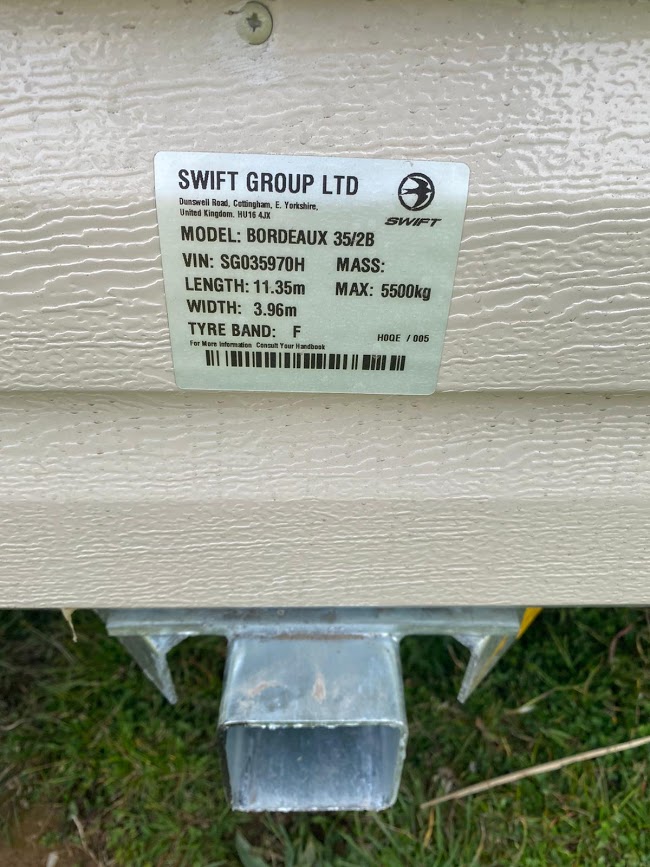 SWIFT GROUP LTD
Dunswell Road, Cottingham, E. Yorkshire,
United Kingdom. HU16 4JX
SWIFT
MODEL: BORDEAUX 35/2B
VIN: SG035970H MASS:
LENGTH: 11.35m MAX: 5500kg
WIDTH: 3.96m
TYRE BAND: F
H0QE / 005
For More Information Consult Your Handbook